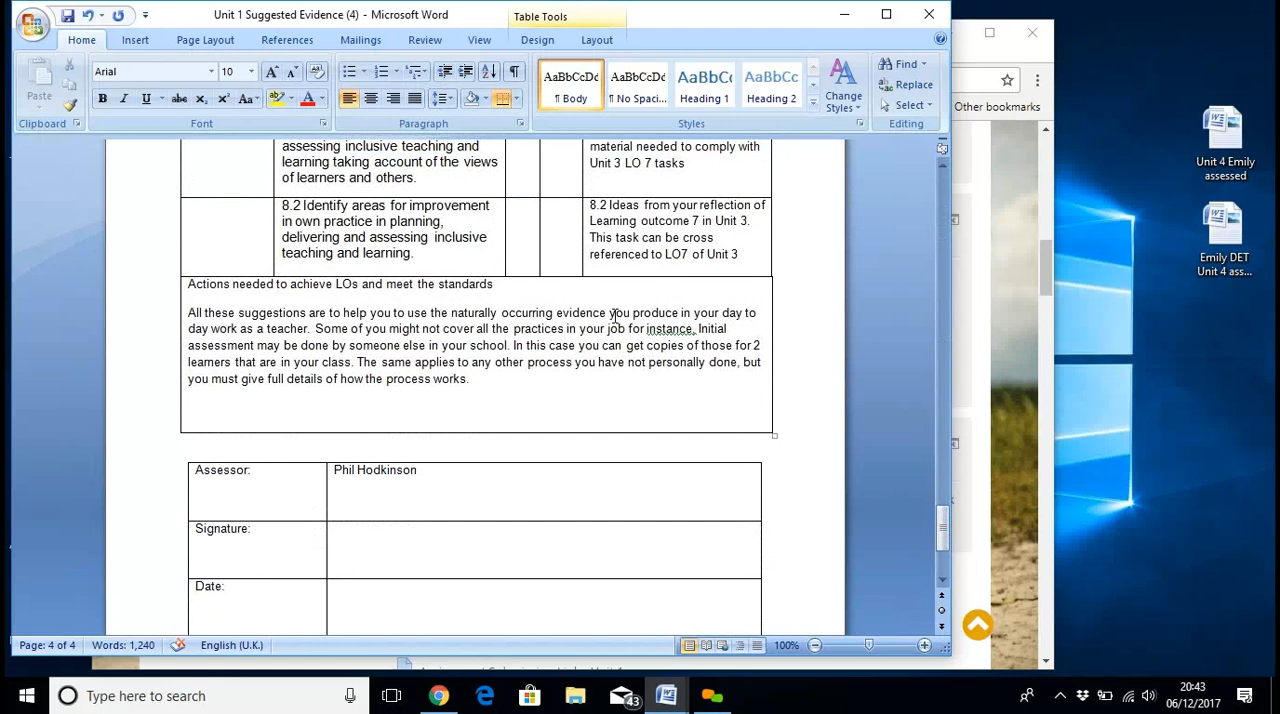 Unit 1 Suggested Evidence (4) - Microsoft Word
Table Tools
Home Insert Page Layout References Mailings Review View Design Layout
Paste
Arial 10
AaBbCcDd AaBbCcDd AaBbCc AaBbCc
¶ Body ¶ No Spaci... Heading 1 Heading 2
Change Styles
Find
Replace
Select
Clipboard Font Paragraph Styles Editing
Other bookmarks
assessing inclusive teaching and
learning taking account of the views
of learners and others.
material needed to comply with
Unit 3 LO 7 tasks
8.2 Identify areas for improvement
in own practice in planning,
delivering and assessing inclusive
teaching and learning.
8.2 Ideas from your reflection of
Learning outcome 7 in Unit 3.
This task can be cross
referenced to LO7 of Unit 3
Actions needed to achieve LOs and meet the standards
All these suggestions are to help you to use the naturally occurring evidence you produce in your day to
day work as a teacher. Some of you might not cover all the practices in your job for instance, Initial
assessment may be done by someone else in your school. In this case you can get copies of those for 2
learners that are in your class. The same applies to any other process you have not personally done, but
you must give full details of how the process works.
Assessor: Phil Hodkinson
Signature:
Date:
Page: 4 of 4 Words: 1,240 English (U.K.) 100%
Unit 4 Emily
assessed
Emily DET
Unit 4 ass...
Type here to search
43
20:43
06/12/2017